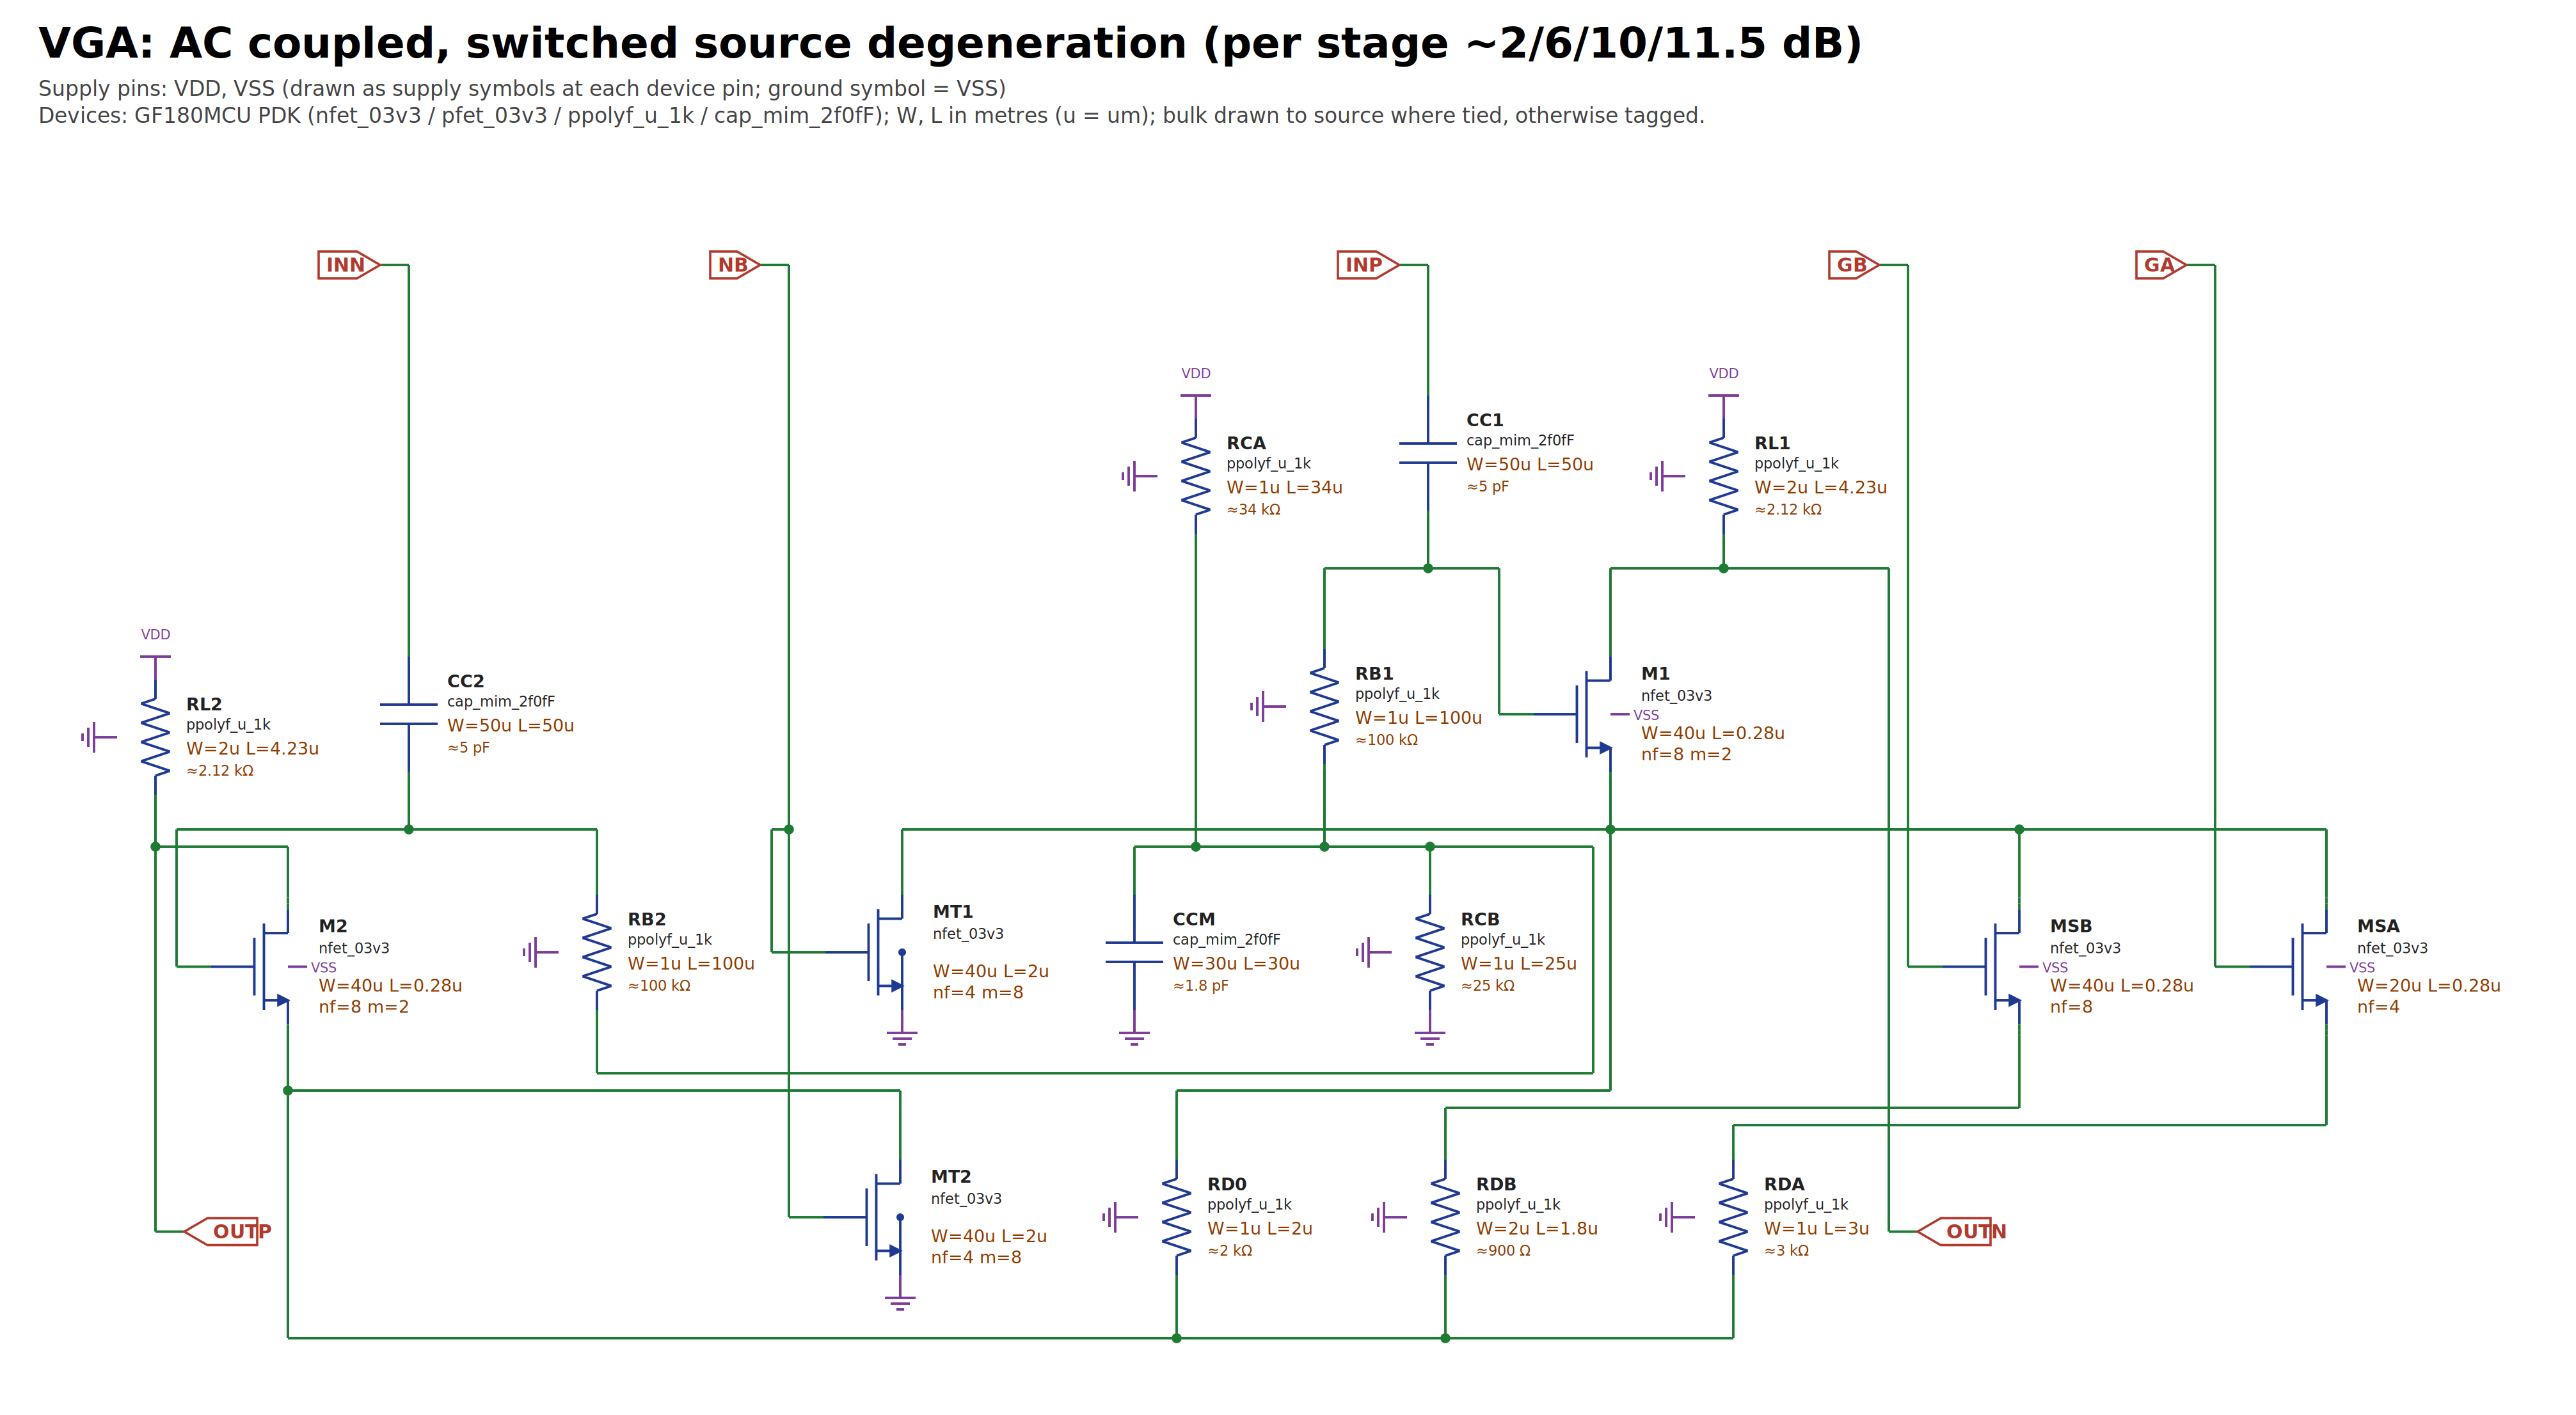 VGA: AC coupled, switched source degeneration (per stage ~2/6/10/11.5 dB)
Supply pins: VDD, VSS (drawn as supply symbols at each device pin; ground symbol = VSS)
Devices: GF180MCU PDK (nfet_03v3 / pfet_03v3 / ppolyf_u_1k / cap_mim_2f0fF); W, L in metres (u = um); bulk drawn to source where tied, otherwise tagged.
INN
NB
INP
GB
GA
VDD
RCA
ppolyf_u_1k
W=1u L=34u
≈34 kΩ
CC1
cap_mim_2f0fF
W=50u L=50u
≈5 pF
VDD
RL1
ppolyf_u_1k
W=2u L=4.23u
≈2.12 kΩ
VDD
RL2
ppolyf_u_1k
W=2u L=4.23u
≈2.12 kΩ
CC2
cap_mim_2f0fF
W=50u L=50u
≈5 pF
RB1
ppolyf_u_1k
W=1u L=100u
≈100 kΩ
M1
nfet_03v3
VSS
W=40u L=0.28u
nf=8 m=2
M2
nfet_03v3
VSS
W=40u L=0.28u
nf=8 m=2
RB2
ppolyf_u_1k
W=1u L=100u
≈100 kΩ
MT1
nfet_03v3
W=40u L=2u
nf=4 m=8
CCM
cap_mim_2f0fF
W=30u L=30u
≈1.8 pF
RCB
ppolyf_u_1k
W=1u L=25u
≈25 kΩ
MSB
nfet_03v3
VSS
W=40u L=0.28u
nf=8
MSA
nfet_03v3
VSS
W=20u L=0.28u
nf=4
OUTP
MT2
nfet_03v3
W=40u L=2u
nf=4 m=8
RD0
ppolyf_u_1k
W=1u L=2u
≈2 kΩ
RDB
ppolyf_u_1k
W=2u L=1.8u
≈900 Ω
RDA
ppolyf_u_1k
W=1u L=3u
≈3 kΩ
OUTN